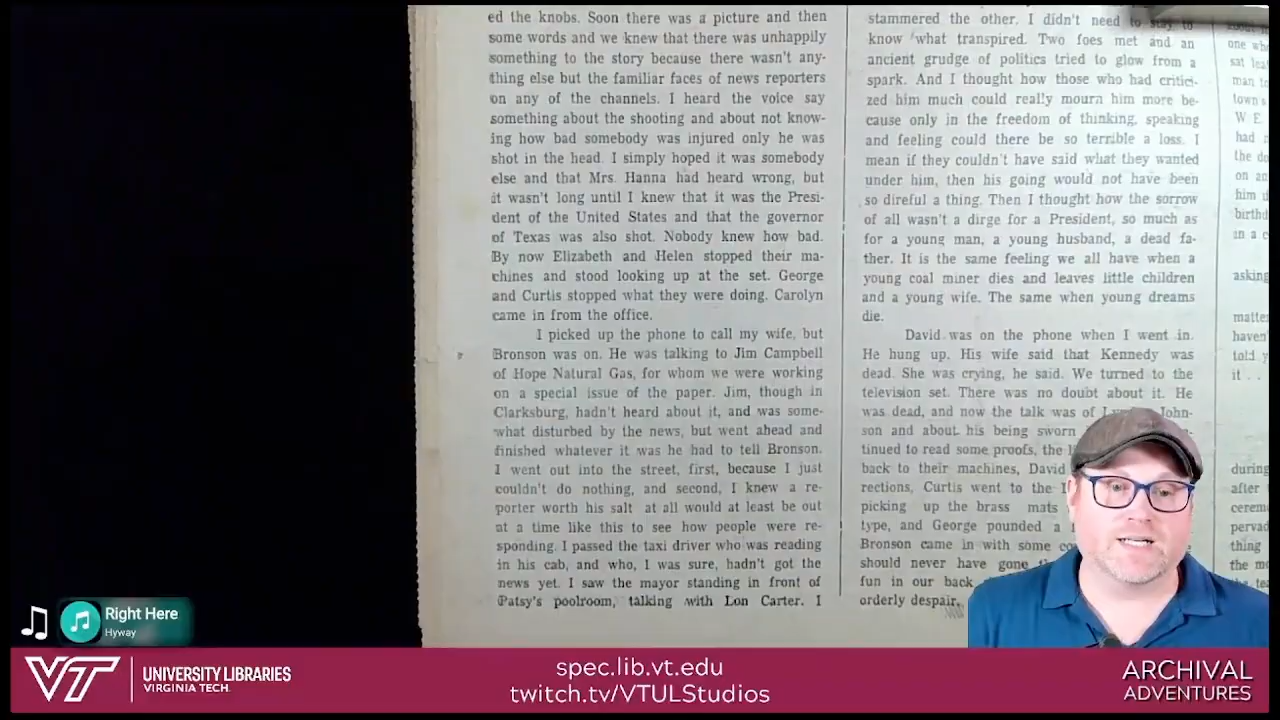 ed the knobs. Soon there was a picture and then
some words and we knew that there was unhappily
something to the story because there wasn't any-
thing else but the familiar faces of news reporters
on any of the channels. I heard the voice say
something about the shooting and about not know-
ing how bad somebody was injured only he was
shot in the head. I simply hoped it was somebody
else and that Mrs. Hanna had heard wrong, but
it wasn't long until I knew that it was the Presi-
dent of the United States and that the governor
of Texas was also shot. Nobody knew how bad.
By now Elizabeth and Helen stopped their ma-
chines and stood looking up at the set. George
and Curtis stopped what they were doing. Carolyn
came in from the office.
I picked up the phone to call my wife, but
Bronson was on. He was talking to Jim Campbell
of Hope Natural Gas, for whom we were working
on a special issue of the paper. Jim, though in
Clarksburg, hadn't heard about it, and was some-
what disturbed by the news, but went ahead and
finished whatever it was he had to tell Bronson.
I went out into the street, first, because I just
couldn't do nothing, and second, I knew a re-
porter worth his salt at all would at least be out
at a time like this to see how people were re-
sponding. I passed the taxi driver who was reading
in his cab, and who, I was sure, hadn't got the
news yet. I saw the mayor standing in front of
Patsy's poolroom, talking with Lon Carter. I
stammered the other. I didn't need to stay to
know what transpired. Two foes met and an
ancient grudge of politics tried to glow from a
spark. And I thought how those who had critici-
zed him much could really mourn him more be-
cause only in the freedom of thinking, speaking
and feeling could there be so terrible a loss. I
mean if they couldn't have said what they wanted
under him, then his going would not have been
so direful a thing. Then I thought how the sorrow
of all wasn't a dirge for a President, so much as
for a young man, a young husband, a dead fa-
ther. It is the same feeling we all have when a
young coal miner dies and leaves little children
and a young wife. The same when young dreams
die.
David was on the phone when I went in.
He hung up. His wife said that Kennedy was
dead. She was crying, he said. We turned to the
television set. There was no doubt about it. He
was dead, and now the talk was of John-
son and about his being sworn
tinued to read some proofs, the
back to their machines, David
rections, Curtis went to the
picking up the brass mats
type, and George pounded a
Bronson came in with some
should never have gone
fun in our back
orderly despair.
one
sat
man
town's
W E
had
the
on
him
birth
in a
asking
matter
haven'
told
it . .
during
after
cerem
perva
thing
the
Right Here
Hyway
VT
UNIVERSITY LIBRARIES
VIRGINIA TECH.
spec.lib.vt.edu
twitch.tv/VTULStudios
ARCHIVAL
ADVENTURES